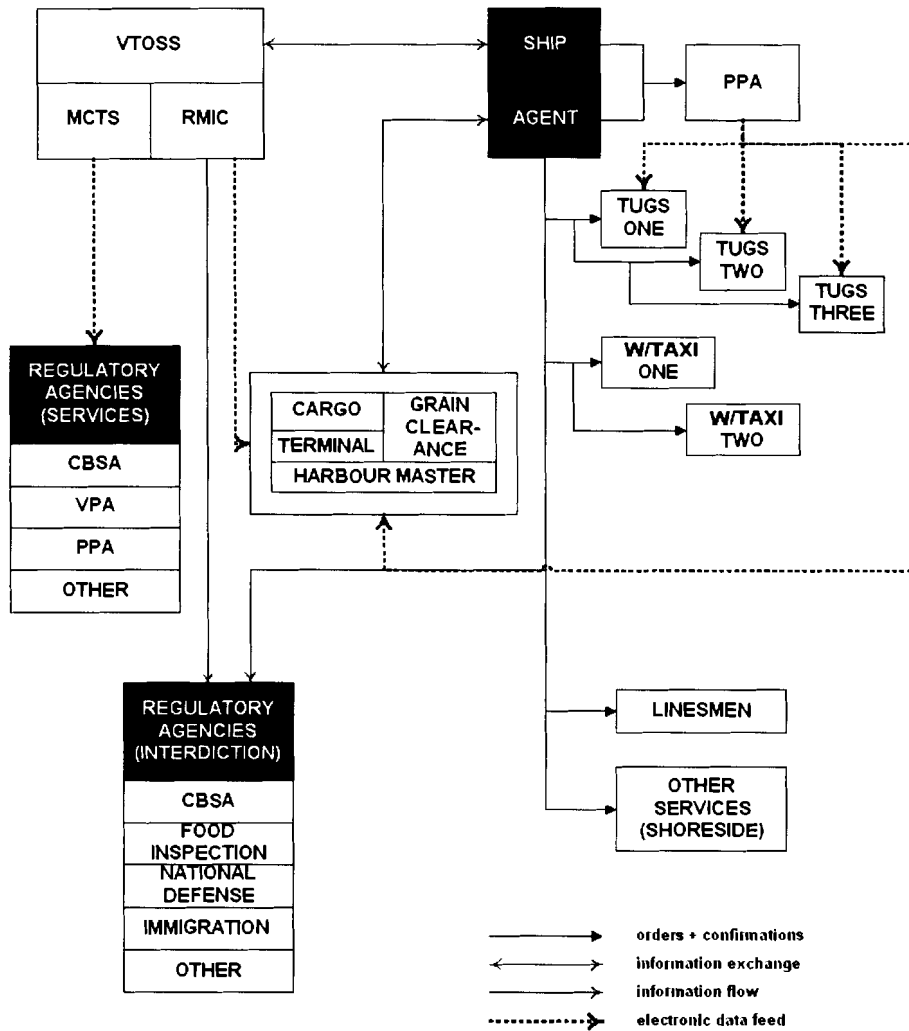 VTOSS
MCTS
RMIC
SHIP
AGENT
PPA
TUGS
ONE
TUGS
TWO
TUGS
THREE
W/TAXI
ONE
W/TAXI
TWO
REGULATORY
AGENCIES
(SERVICES)
CBSA
VPA
PPA
OTHER
CARGO
TERMINAL
GRAIN
CLEAR-
ANCE
HARBOUR MASTER
REGULATORY
AGENCIES
(INTERDICTION)
CBSA
FOOD
INSPECTION
NATIONAL
DEFENSE
IMMIGRATION
OTHER
LINESMEN
OTHER
SERVICES
(SHORESIDE)
orders + confirmations
information exchange
information flow
electronic data feed